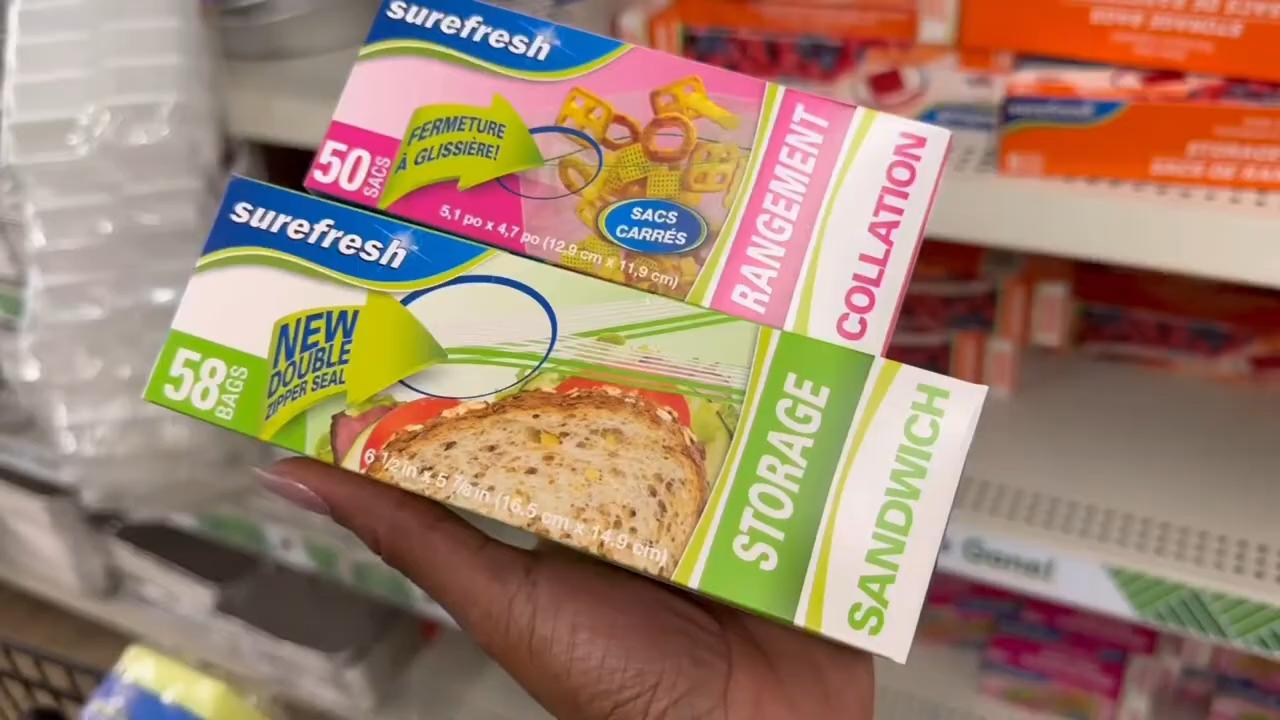 surefresh
FERMETURE
À GLISSIÈRE!
50
SACS
5,1 po x 4,7 po (12,9 cm x 11,9 cm)
SACS
CARRÉS
RANGEMENT
COLLATION
surefresh
NEW
DOUBLE
ZIPPER SEAL
58
BAGS
6 1/2 in x 5 7/8 in (16.5 cm x 14.9 cm)
STORAGE
SANDWICH
surefresh
Gone!